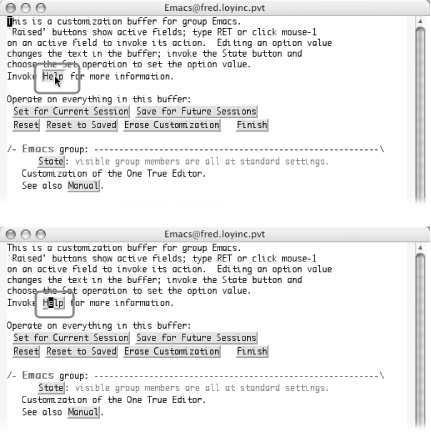 Emacs@fred.loyinc.pvt
This is a customization buffer for group Emacs.
`Raised' buttons show active fields; type RET or click mouse-1
on an active field to invoke its action.  Editing an option value
changes the text in the buffer; invoke the State button and
choose the Set operation to set the option value.
Invoke Help for more information.
Operate on everything in this buffer:
Set for Current Session Save for Future Sessions
Reset Reset to Saved Erase Customization Finish
/- Emacs group: ---------------------------------------------------\
State: visible group members are all at standard settings.
Customization of the One True Editor.
See also Manual.
Emacs@fred.loyinc.pvt
This is a customization buffer for group Emacs.
`Raised' buttons show active fields; type RET or click mouse-1
on an active field to invoke its action.  Editing an option value
changes the text in the buffer; invoke the State button and
choose the Set operation to set the option value.
Invoke Help for more information.
Operate on everything in this buffer:
Set for Current Session Save for Future Sessions
Reset Reset to Saved Erase Customization Finish
/- Emacs group: ---------------------------------------------------\
State: visible group members are all at standard settings.
Customization of the One True Editor.
See also Manual.